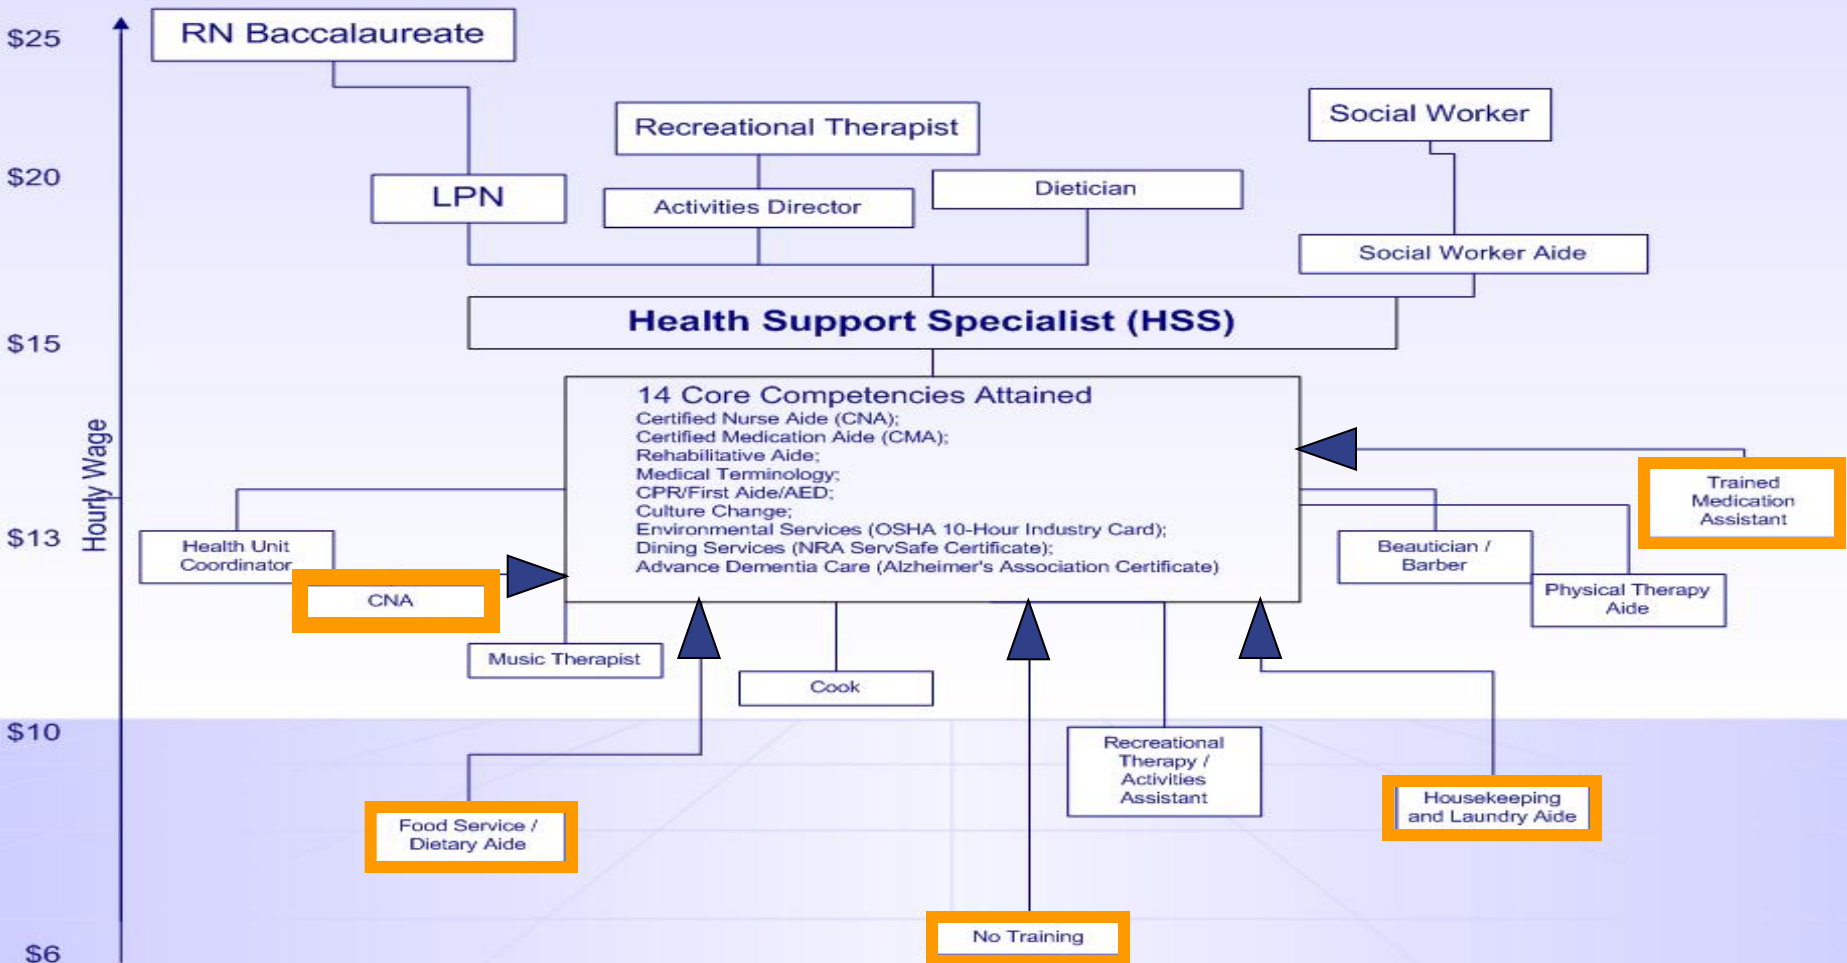 $25
RN Baccalaureate
Recreational Therapist
Social Worker
$20
LPN
Activities Director
Dietician
Social Worker Aide
Health Support Specialist (HSS)
$15
Hourly Wage
14 Core Competencies Attained
Certified Nurse Aide (CNA);
Certified Medication Aide (CMA);
Rehabilitative Aide;
Medical Terminology;
CPR/First Aide/AED;
Culture Change;
Environmental Services (OSHA 10-Hour Industry Card);
Dining Services (NRA ServSafe Certificate);
Advance Dementia Care (Alzheimer's Association Certificate)
Trained
Medication
Assistant
$13
Health Unit
Coordinator
Beautician /
Barber
CNA
Physical Therapy
Aide
Music Therapist
Cook
$10
Recreational
Therapy /
Activities
Assistant
Housekeeping
and Laundry Aide
Food Service /
Dietary Aide
No Training
$6